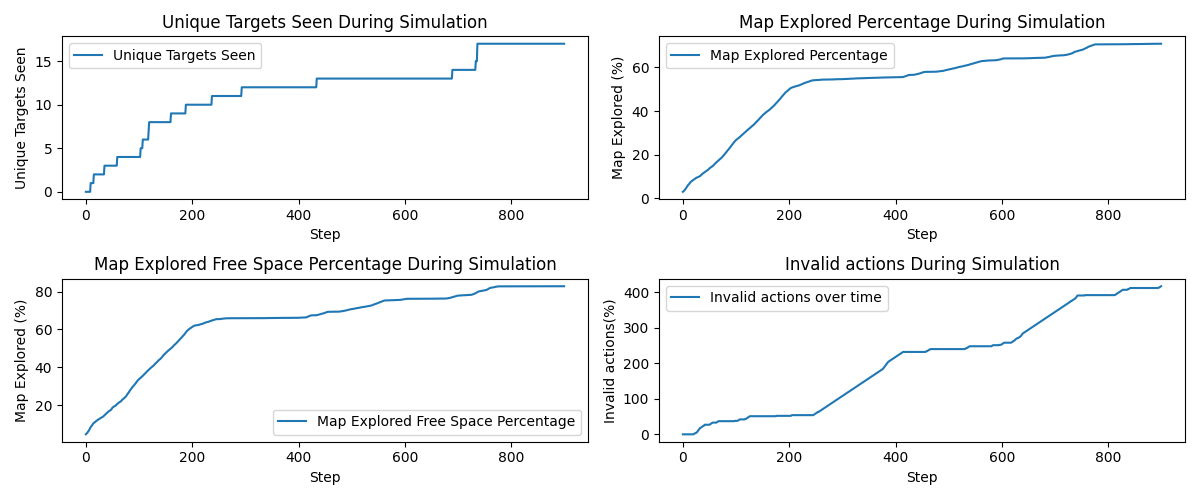 Unique Targets Seen During Simulation
Unique Targets Seen
Unique Targets Seen
15
10
5
0
0 200 400 600 800
Step
Map Explored Percentage During Simulation
Map Explored Percentage
Map Explored (%)
60
40
20
0
0 200 400 600 800
Step
Map Explored Free Space Percentage During Simulation
Map Explored (%)
80
60
40
20
Map Explored Free Space Percentage
0 200 400 600 800
Step
Invalid actions During Simulation
Invalid actions over time
Invalid actions(%)
400
300
200
100
0
0 200 400 600 800
Step